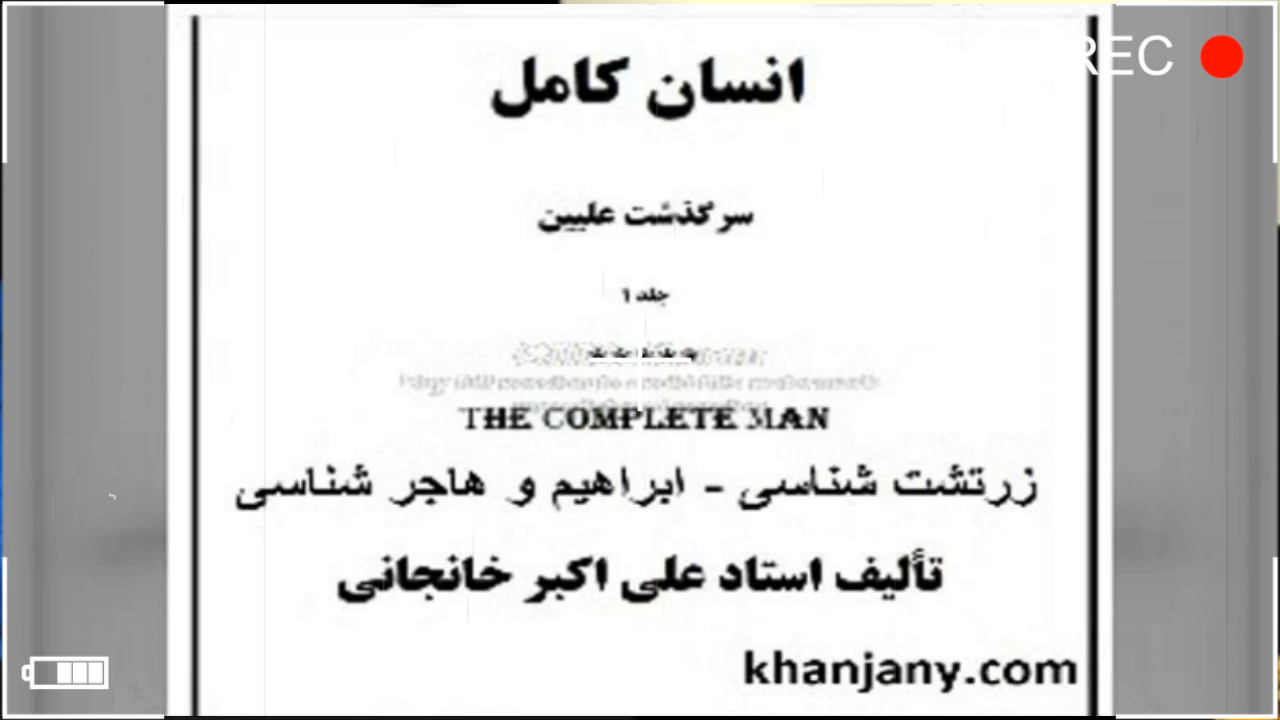 REC
انسان کامل
سرگذشت علیین
جلد ۱
*****
THE COMPLETE MAN
زرتشت شناسی - ابراهیم و هاجر شناسی
تألیف استاد علی اکبر خانجانی
khanjany.com